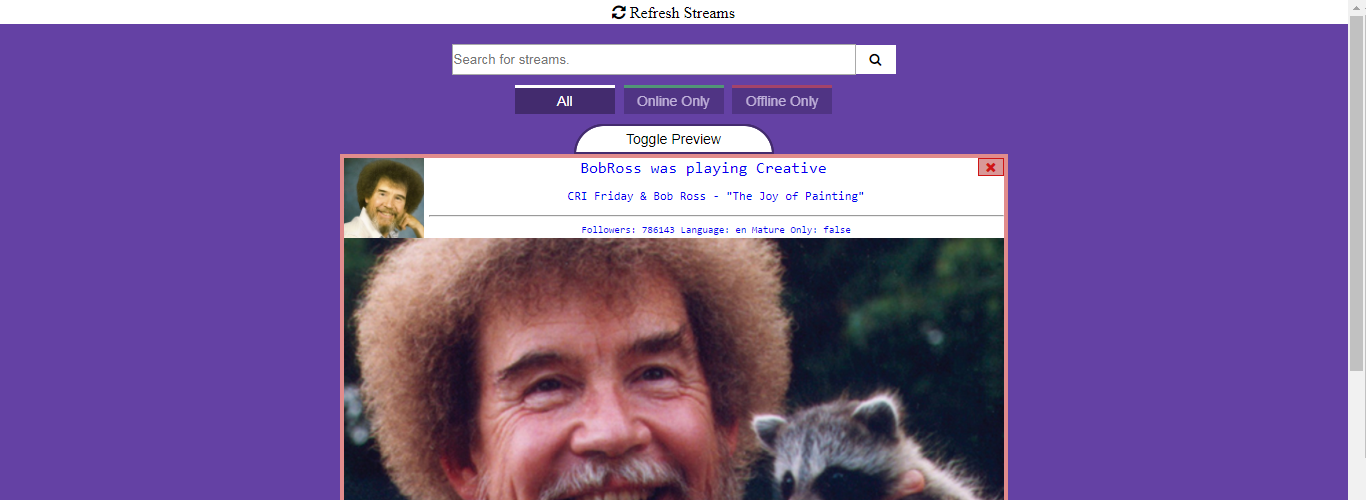 Refresh Streams
Search for streams.
All
Online Only
Offline Only
Toggle Preview
BobRoss was playing Creative
CRI Friday & Bob Ross - "The Joy of Painting"
Followers: 786143 Language: en Mature Only: false